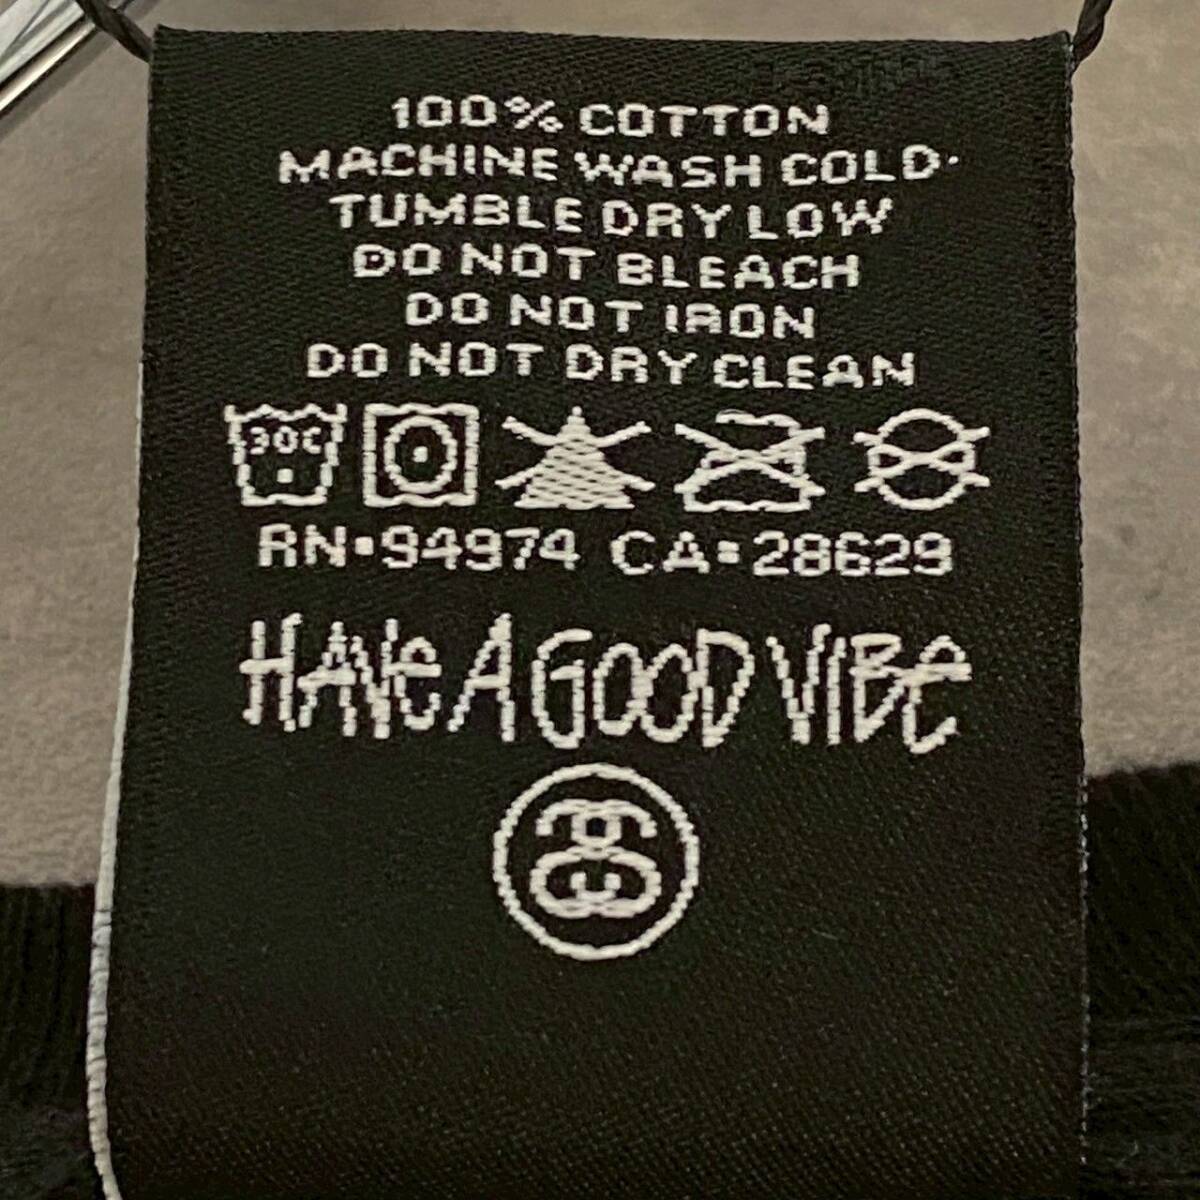 100% COTTON
MACHINE WASH COLD.
TUMBLE DRY LOW
DO NOT BLEACH
DO NOT IRON
DO NOT DRY CLEAN
30C
RN:94974 CA:28629
HAVE A GOOD VIBE